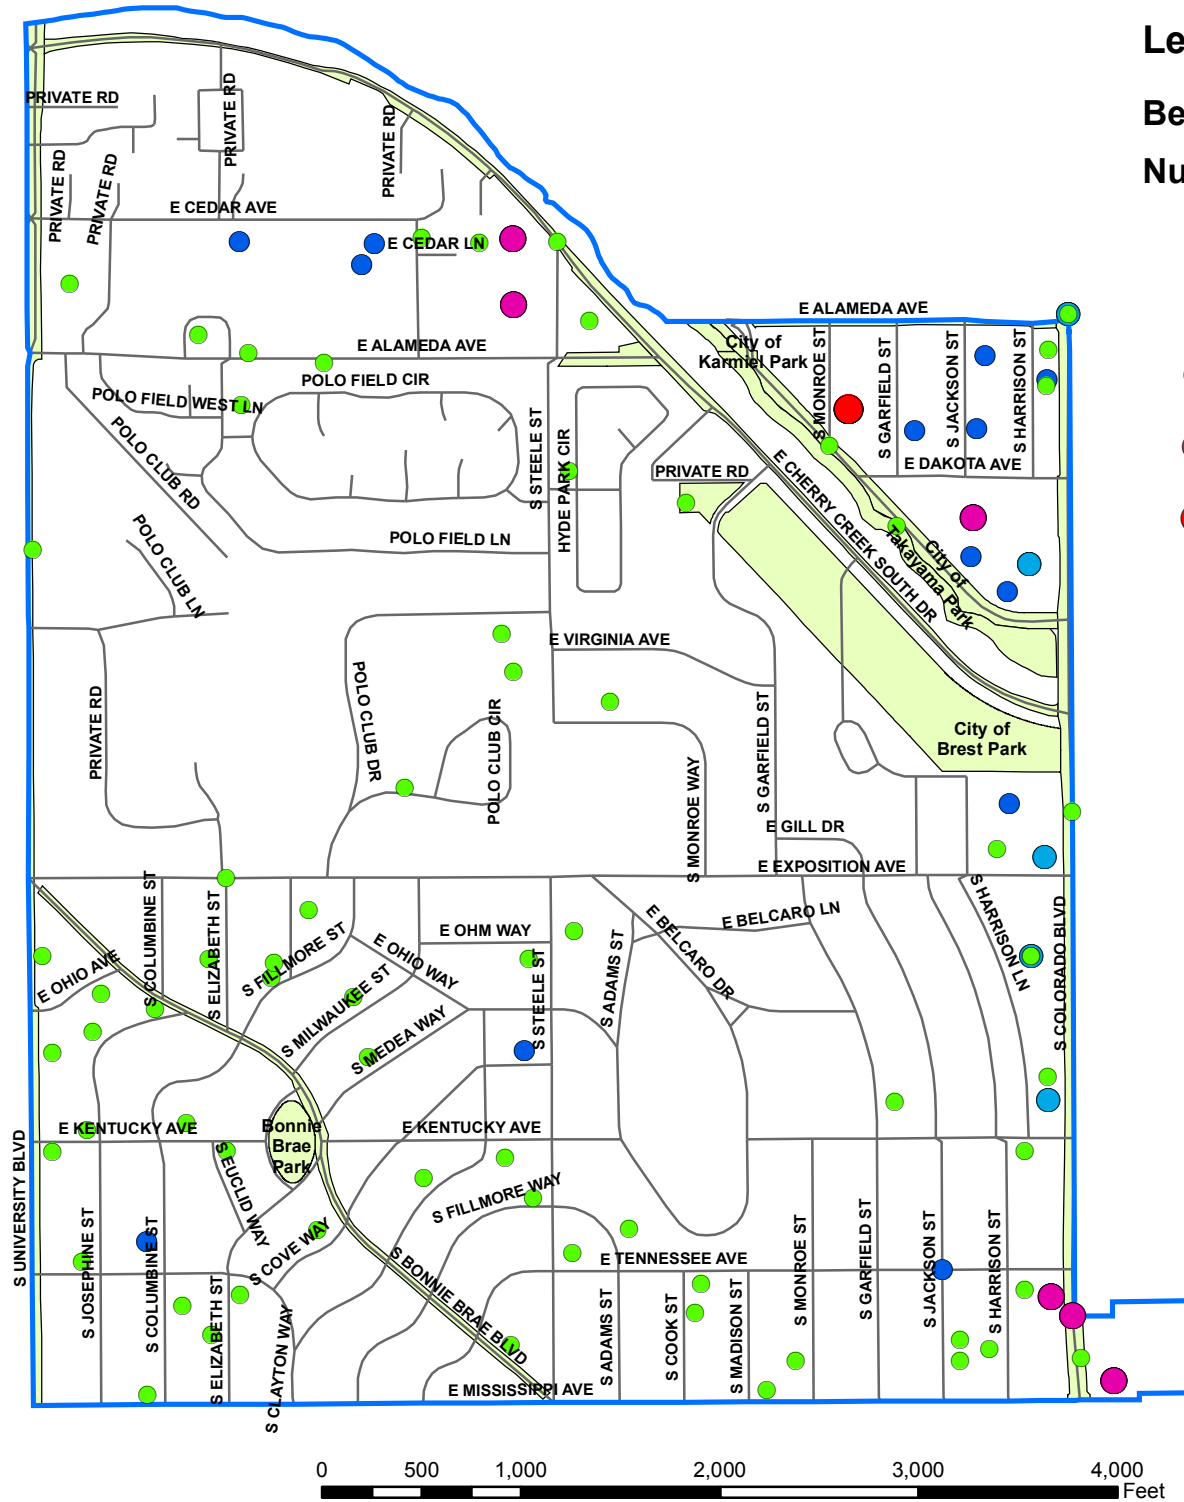 Le
Be
Nu
PRIVATE RD
PRIVATE RD
PRIVATE RD
PRIVATE RD
PRIVATE RD
E CEDAR AVE
E CEDAR LN
E ALAMEDA AVE
E ALAMEDA AVE
City of
Karmiel Park
S MONROE ST
S GARFIELD ST
S JACKSON ST
S HARRISON ST
E DAKOTA AVE
POLO FIELD CIR
POLO FIELD WEST LN
POLO CLUB RD
S STEELE ST
HYDE PARK CIR
PRIVATE RD
E CHERRY CREEK SOUTH DR
City of
Takayama Park
POLO FIELD LN
POLO CLUB LN
E VIRGINIA AVE
PRIVATE RD
POLO CLUB DR
POLO CLUB CIR
S MONROE WAY
S GARFIELD ST
City of
Brest Park
E GILL DR
E EXPOSITION AVE
S COLUMBINE ST
S ELIZABETH ST
S FILLMORE ST
E OHIO AVE
E OHIO WAY
E OHM WAY
S MILWAUKEE ST
S MEDEA WAY
S STEELE ST
S ADAMS ST
E BELCARO DR
E BELCARO LN
S HARRISON LN
S COLORADO BLVD
E KENTUCKY AVE
Bonnie
Brae
Park
E KENTUCKY AVE
S UNIVERSITY BLVD
S EUCLID WAY
S FILLMORE WAY
S COVE WAY
E TENNESSEE AVE
S JOSEPHINE ST
S COLUMBINE ST
S ELIZABETH ST
S CLAYTON WAY
S BONNIE BRAE BLVD
S ADAMS ST
S COOK ST
S MADISON ST
S MONROE ST
S GARFIELD ST
S JACKSON ST
S HARRISON ST
E MISSISSIPPI AVE
0 500 1,000 2,000 3,000 4,000
Feet